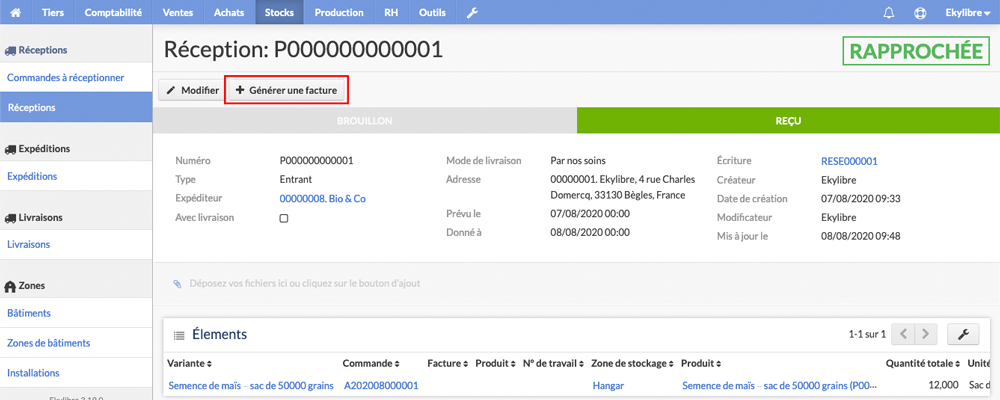 Tiers Comptabilité Ventes Achats Stocks Production RH Outils Ekylibre
Réceptions
Commandes à réceptionner
Réceptions
Expéditions
Expéditions
Livraisons
Livraisons
Zones
Bâtiments
Zones de bâtiments
Installations
Réception: P000000000001
RAPPROCHÉE
Modifier
Générer une facture
BROUILLON
REÇU
Numéro P000000000001
Type Entrant
Expéditeur 00000008. Bio & Co
Avec livraison
Mode de livraison Par nos soins
Adresse 00000001. Ekylibre, 4 rue Charles
Domercq, 33130 Bègles, France
Prévu le 07/08/2020 00:00
Donné à 08/08/2020 00:00
Écriture RESE000001
Créateur Ekylibre
Date de création 07/08/2020 09:33
Modificateur Ekylibre
Mis à jour le 08/08/2020 09:48
Déposez vos fichiers ici ou cliquez sur le bouton d'ajout
Élements
1-1 sur 1
Variante Commande Facture Produit N° de travail Zone de stockage Produit Quantité totale Unité
Semence de maïs – sac de 50000 grains A202008000001 Hangar Semence de maïs – sac de 50000 grains (P00... 12,000 Sac d